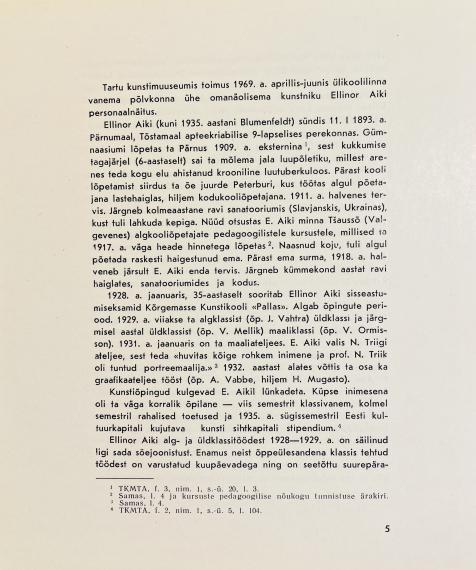 Tartu kunstimuuseumis toimus 1969. a. aprillis-juunis ülikoolilinna
vanema põlvkonna ühe omanäolisema kunstniku Ellinor Aiki
personaalnäitus.
Ellinor Aiki (kuni 1935. aastani Blumenfeldt) sündis 11. I 1893. a.
Pärnumaal, Tõstamaal apteekriabilise 9-lapselises perekonnas. Güm-
naasiumi lõpetas ta Pärnus 1909. a. eksternina ¹, sest kukkumise
tagajärjel (6-aastaselt) sai ta mõlema jala luupõletiku, millest are-
nes teda kogu elu ahistanud krooniline luutuberkuloos. Pärast kooli
lõpetamist siirdus ta õe juurde Peterburi, kus töötas algul põeta-
jana lastehaiglas, hiljem kodukooliõpetajana. 1911. a. halvenes ter-
vis. Järgneb kolmeaastane ravi sanatooriumis (Slavjanskis, Ukrainas),
kust tuli lahkuda kepiga. Nüüd otsustas E. Aiki minna Tšaussõ (Val-
gevenes) algkooliõpetajate pedagoogilistele kursustele, millised ta
1917. a. väga heade hinnetega lõpetas ². Naasnud koju, tuli algul
põetada raskesti haigestunud ema. Pärast ema surma, 1918. a. hal-
veneb järsult E. Aiki enda tervis. Järgneb kümmekond aastat ravi
haiglates, sanatooriumides ja kodus.
1928. a. jaanuaris, 35-aastaselt sooritab Ellinor Aiki sisseastu-
miseksamid Kõrgemasse Kunstikooli «Pallas». Algab õpingute peri-
ood. 1929. a. viiakse ta algklassist (õp. J. Vahtra) üldklassi ja järg-
misel aastal üldklassist (õp. V. Mellik) maaliklassi (õp. V. Ormis-
son). 1931. a. jaanuaris on ta maaliateljees. E. Aiki valis N. Triigi
ateljee, sest teda «huvitas kõige rohkem inimene ja prof. N. Triik
oli tuntud portreemaalija.» ³ 1932. aastast alates võttis ta osa ka
graafikaateljee tööst (õp. A. Vabbe, hiljem H. Mugasto).
Kunstiõpingud kulgevad E. Aikil lünkadeta. Küpse inimesena
oli ta väga korralik õpilane — viis semestrit klassivanem, kolmel
semestril rahalised toetused ja 1935. a. sügissemestril Eesti kul-
tuurkapitali kujutava kunsti sihtkapitali stipendium. ⁴
Ellinor Aiki alg- ja üldklassitöödest 1928—1929. a. on säilinud
ligi sada söejoonistust. Enamus neist õppeülesandena klassis tehtud
töödest on varustatud kuupäevadega ning on seetõttu suurepära-
¹ TKMTA, f. 3, nim. 1, s.-ü. 20, l. 3.
² Samas, l. 4 ja kursuste pedagoogilise nõukogu tunnistuse ärakiri.
³ Samas, l. 4.
⁴ TKMTA, f. 2, nim. 1, s.-ü. 5, l. 104.
5